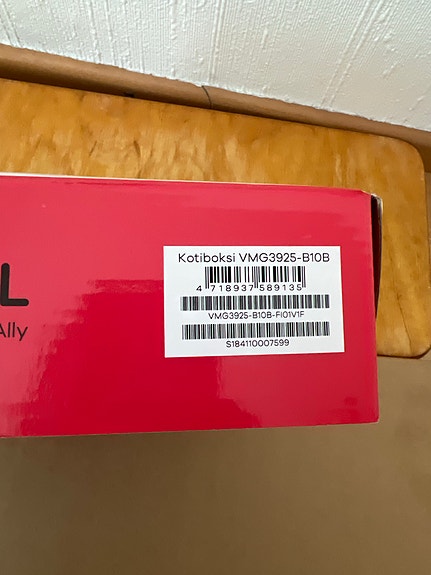 L
Ally
Kotiboksi VMG3925-B10B
4 718937 589135
VMG3925-B10B-FI01V1F
S184110007599